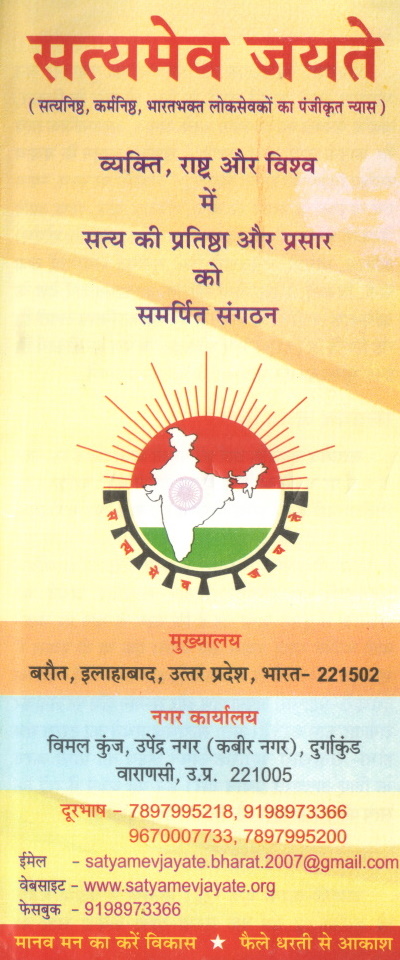 सत्यमेव जयते
(सत्यनिष्ठ, कर्मनिष्ठ, भारतभक्त लोकसेवकों का पंजीकृत न्यास)
व्यक्ति, राष्ट्र और विश्व
में
सत्य की प्रतिष्ठा और प्रसार
को
समर्पित संगठन
सत्यमेव जयते
मुख्यालय
बरौत, इलाहाबाद, उत्तर प्रदेश, भारत- 221502
नगर कार्यालय
विमल कुंज, उपेंद्र नगर (कबीर नगर), दुर्गाकुंड
वाराणसी, उ.प्र. 221005
दूरभाष - 7897995218, 9198973366
9670007733, 7897995200
ईमेल - satyamevjayate.bharat.2007@gmail.com
वेबसाइट - www.satyamevjayate.org
फेसबुक - 9198973366
मानव मन का करें विकास ★ फैले धरती से आकाश